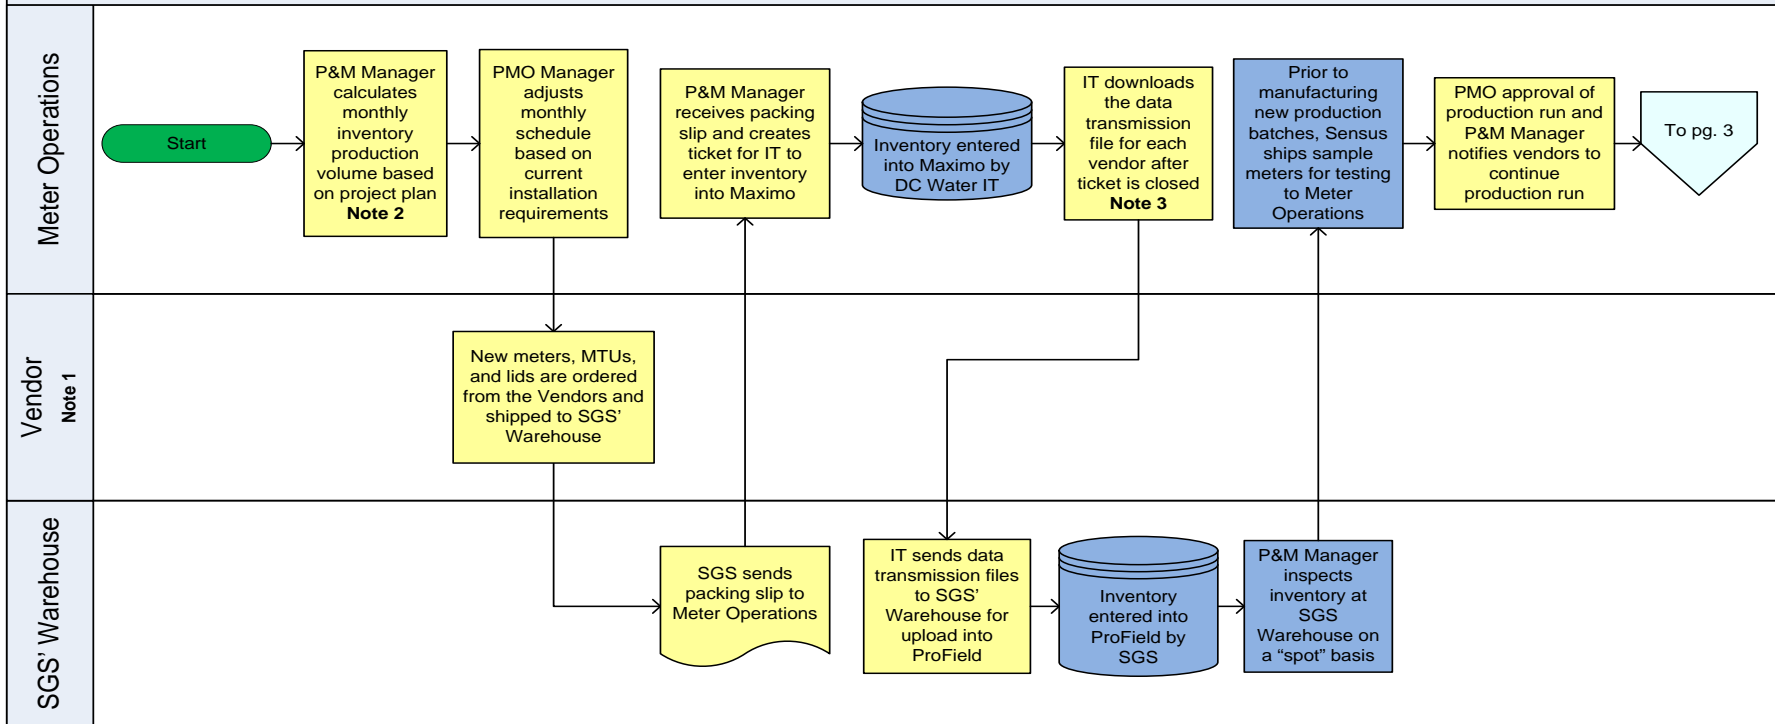 Meter Operations
Start
P&M Manager
calculates
monthly
inventory
production
volume based
on project plan
Note 2
PMO Manager
adjusts
monthly
schedule
based on
current
installation
requirements
P&M Manager
receives packing
slip and creates
ticket for IT to
enter inventory
into Maximo
Inventory entered
into Maximo by
DC Water IT
IT downloads
the data
transmission
file for each
vendor after
ticket is closed
Note 3
Prior to
manufacturing
new production
batches, Sensus
ships sample
meters for testing
to Meter
Operations
PMO approval of
production run and
P&M Manager
notifies vendors to
continue
production run
To pg. 3
Vendor
Note 1
New meters, MTUs,
and lids are ordered
from the Vendors and
shipped to SGS’
Warehouse
SGS’ Warehouse
SGS sends
packing slip to
Meter Operations
IT sends data
transmission files
to SGS’
Warehouse for
upload into
ProField
Inventory
entered into
ProField by
SGS
P&M Manager
inspects
inventory at
SGS
Warehouse on
a “spot” basis